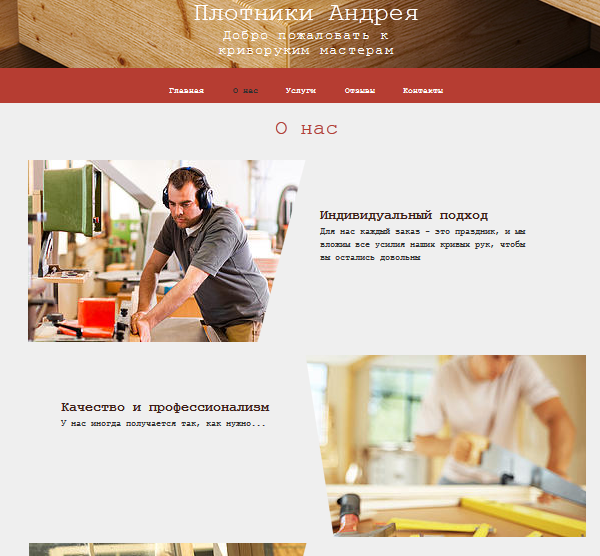 Плотники Андрея
Добро пожаловать к
криворуким мастерам
Главная О нас Услуги Отзывы Контакты
О нас
Индивидуальный подход
Для нас каждый заказ - это праздник, и мы
вложим все усилия наших кривых рук, чтобы
вы остались довольны
Качество и профессионализм
У нас иногда получается так, как нужно...